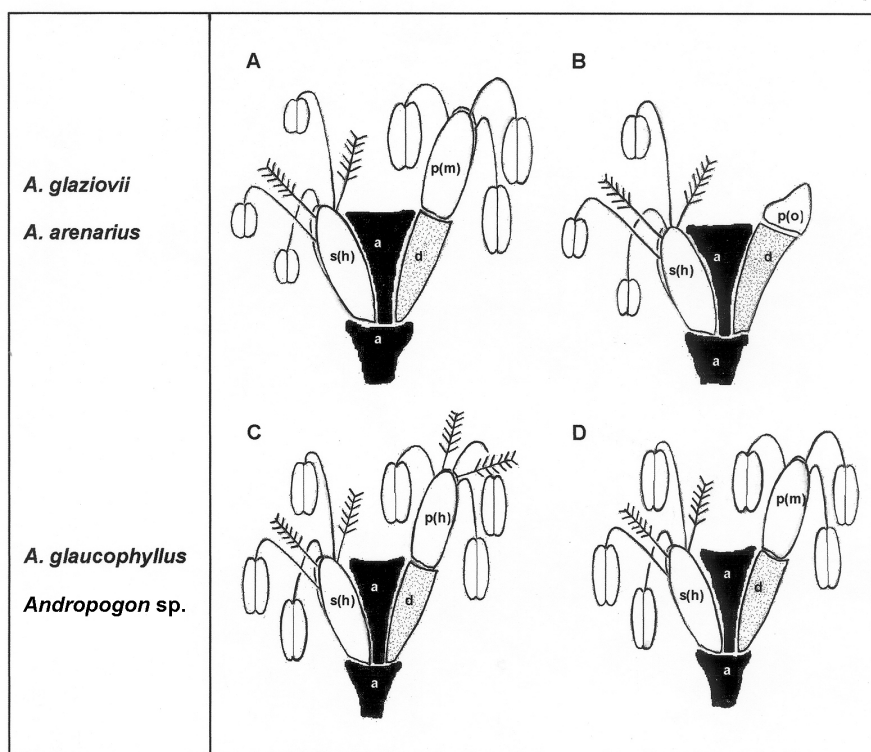 A
B
A. glaziovii
A. arenarius
p(m)
s(h)
a
d
a
p(o)
s(h)
a
d
a
C
D
A. glaucophyllus
Andropogon sp.
p(h)
s(h)
a
d
a
p(m)
s(h)
a
d
a